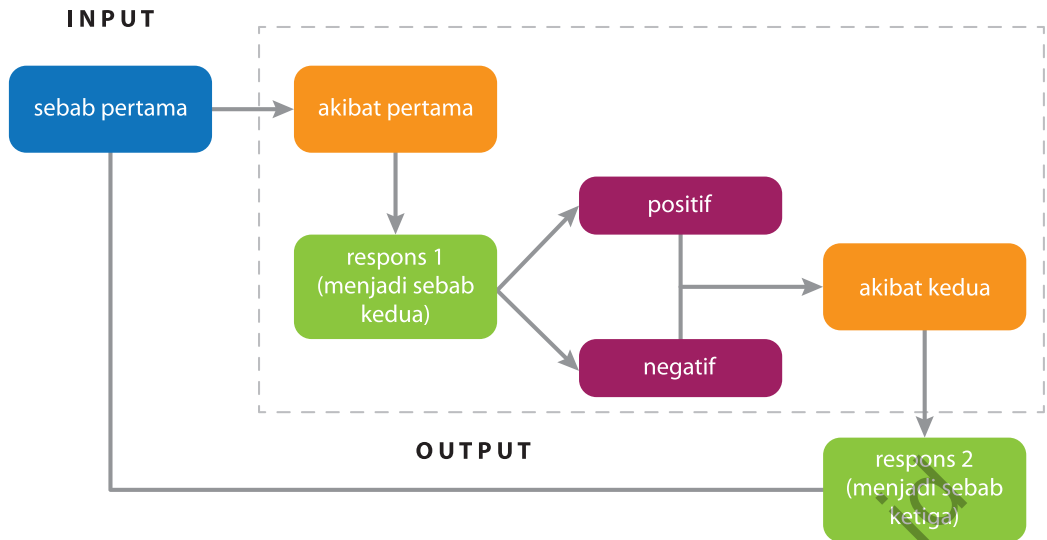 INPUT
sebab pertama
akibat pertama
respons 1
(menjadi sebab
kedua)
positif
negatif
akibat kedua
OUTPUT
respons 2
(menjadi sebab
ketiga)
id